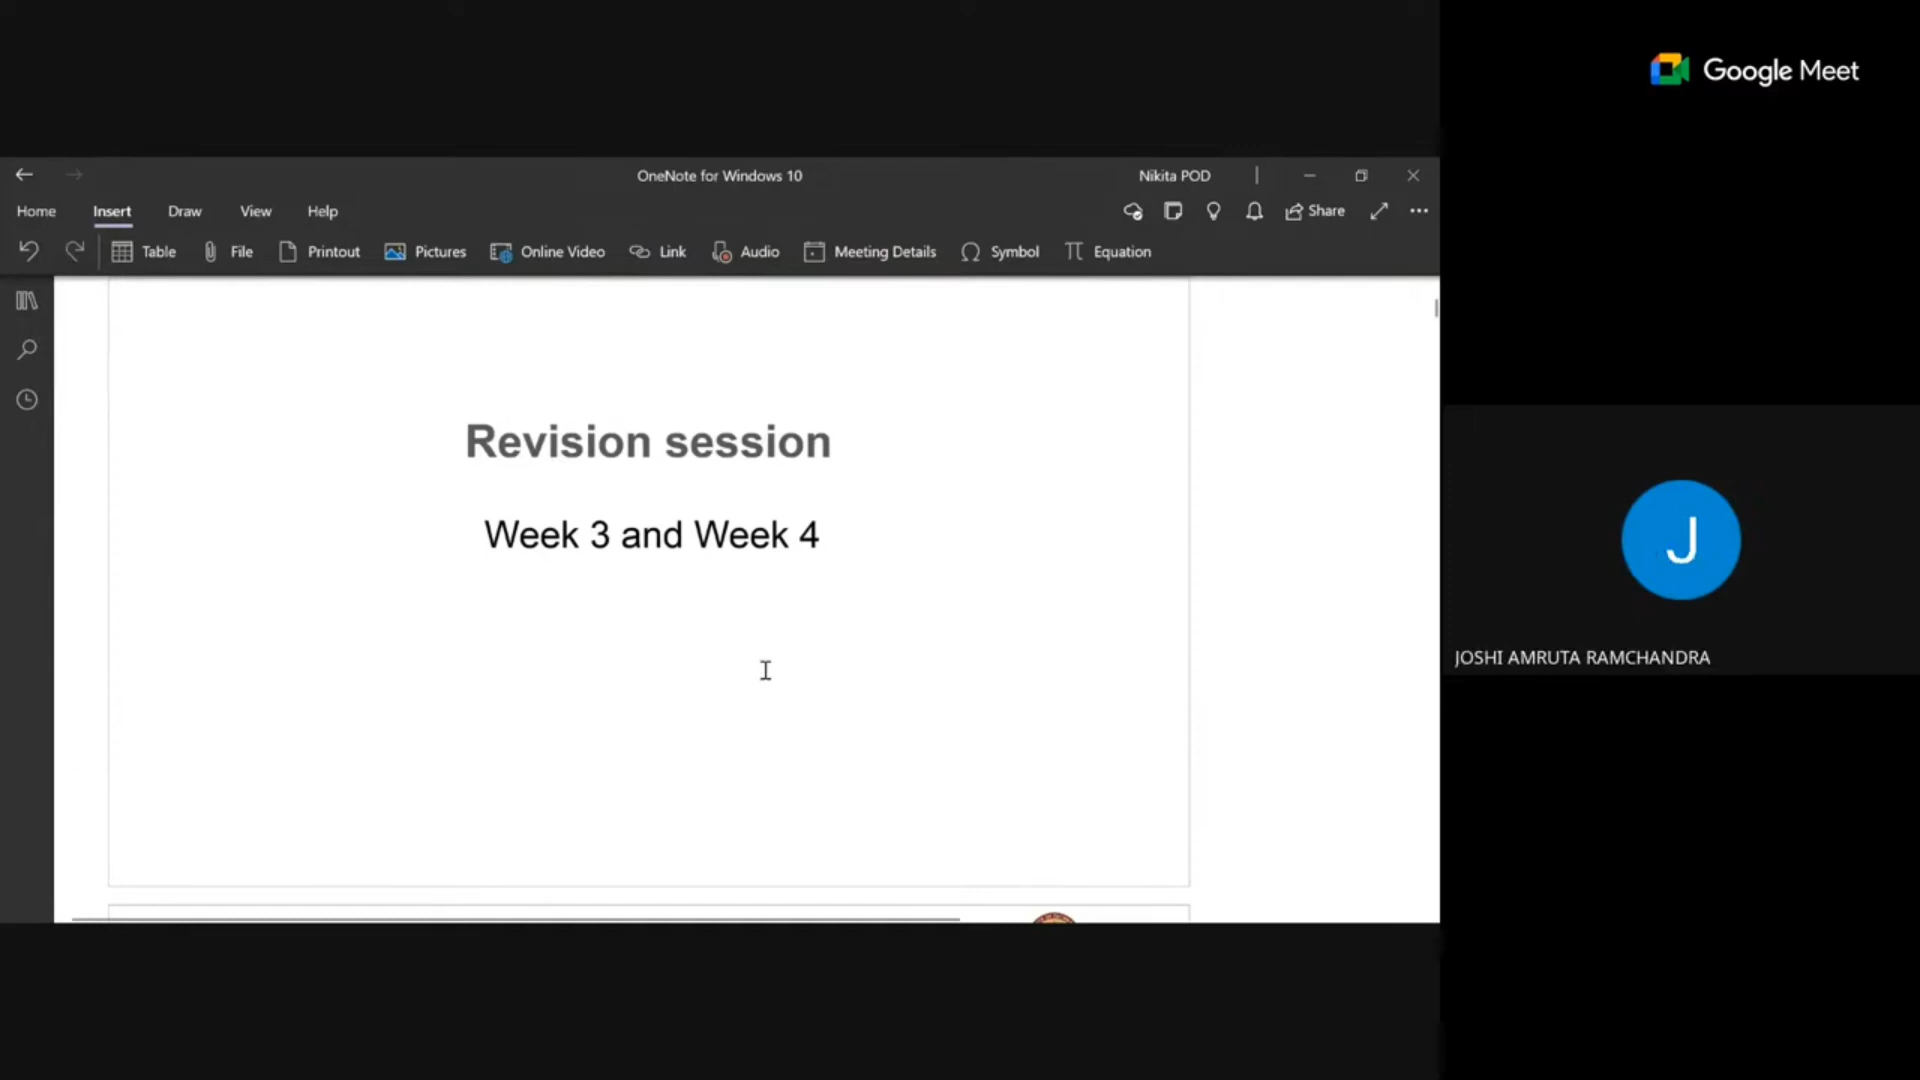 Google Meet
OneNote for Windows 10
Nikita POD
Home Insert Draw View Help
Share
Table File Printout Pictures Online Video Link Audio Meeting Details Symbol Equation
Revision session
Week 3 and Week 4
J
JOSHI AMRUTA RAMCHANDRA